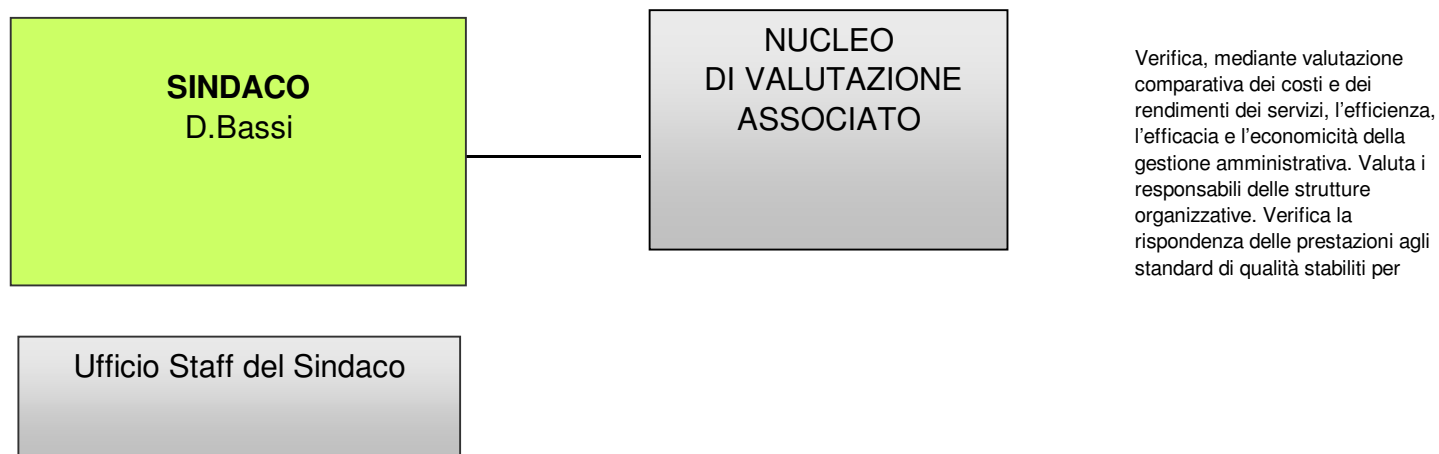 SINDACO
D.Bassi
NUCLEO
DI VALUTAZIONE
ASSOCIATO
Verifica, mediante valutazione
comparativa dei costi e dei
rendimenti dei servizi, l'efficienza,
l'efficacia e l'economicità della
gestione amministrativa. Valuta i
responsabili delle strutture
organizzative. Verifica la
rispondenza delle prestazioni agli
standard di qualità stabiliti per
Ufficio Staff del Sindaco